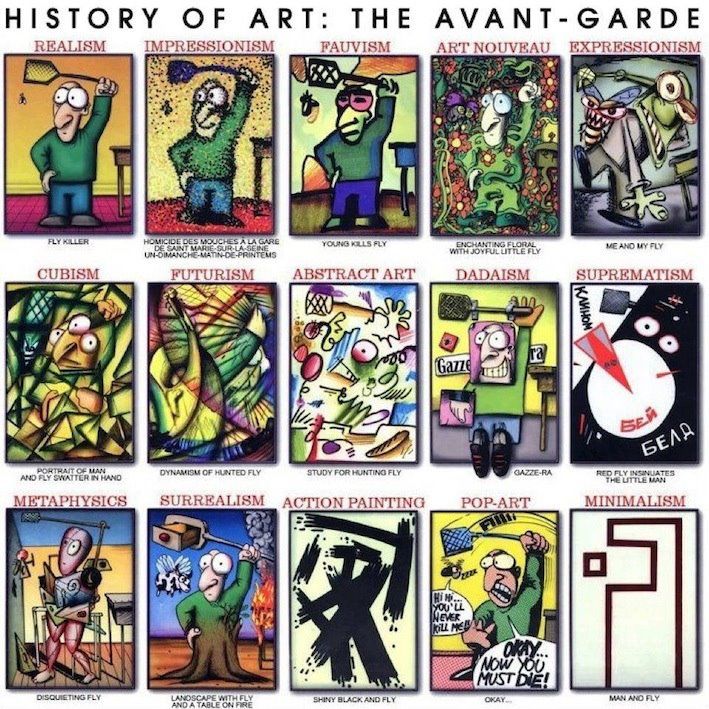 HISTORY OF ART: THE AVANT-GARDE
REALISM
IMPRESSIONISM
FAUVISM
ART NOUVEAU
EXPRESSIONISM
FLY KILLER
HOMICIDE DES MOUCHES A LA GARE
DE SAINT MARIE-SUR-LA-SEINE
UN-DIMANCHE-MATIN-DE-PRINTEMS
YOUNG KILLS FLY
ENCHANTING FLORAL
WITH JOYFUL LITTLE FLY
ME AND MY FLY
CUBISM
FUTURISM
ABSTRACT ART
DADAISM
SUPREMATISM
Gazze
ra
БЕЙ
PORTRAIT OF MAN
AND FLY SWATTER IN HAND
DYNAMISM OF HUNTED FLY
STUDY FOR HUNTING FLY
GAZZE-RA
RED FLY INSINUATES
THE LITTLE MAN
METAPHYSICS
SURREALISM
ACTION PAINTING
POP-ART
MINIMALISM
Hi Hi...
YOU'LL
NEVER
KILL ME!!
OKAY...
NOW YOU
MUST DIE!
DISQUIETING FLY
LANDSCAPE WITH FLY
AND A TABLE ON FIRE
SHINY BLACK AND FLY
OKAY...
MAN AND FLY